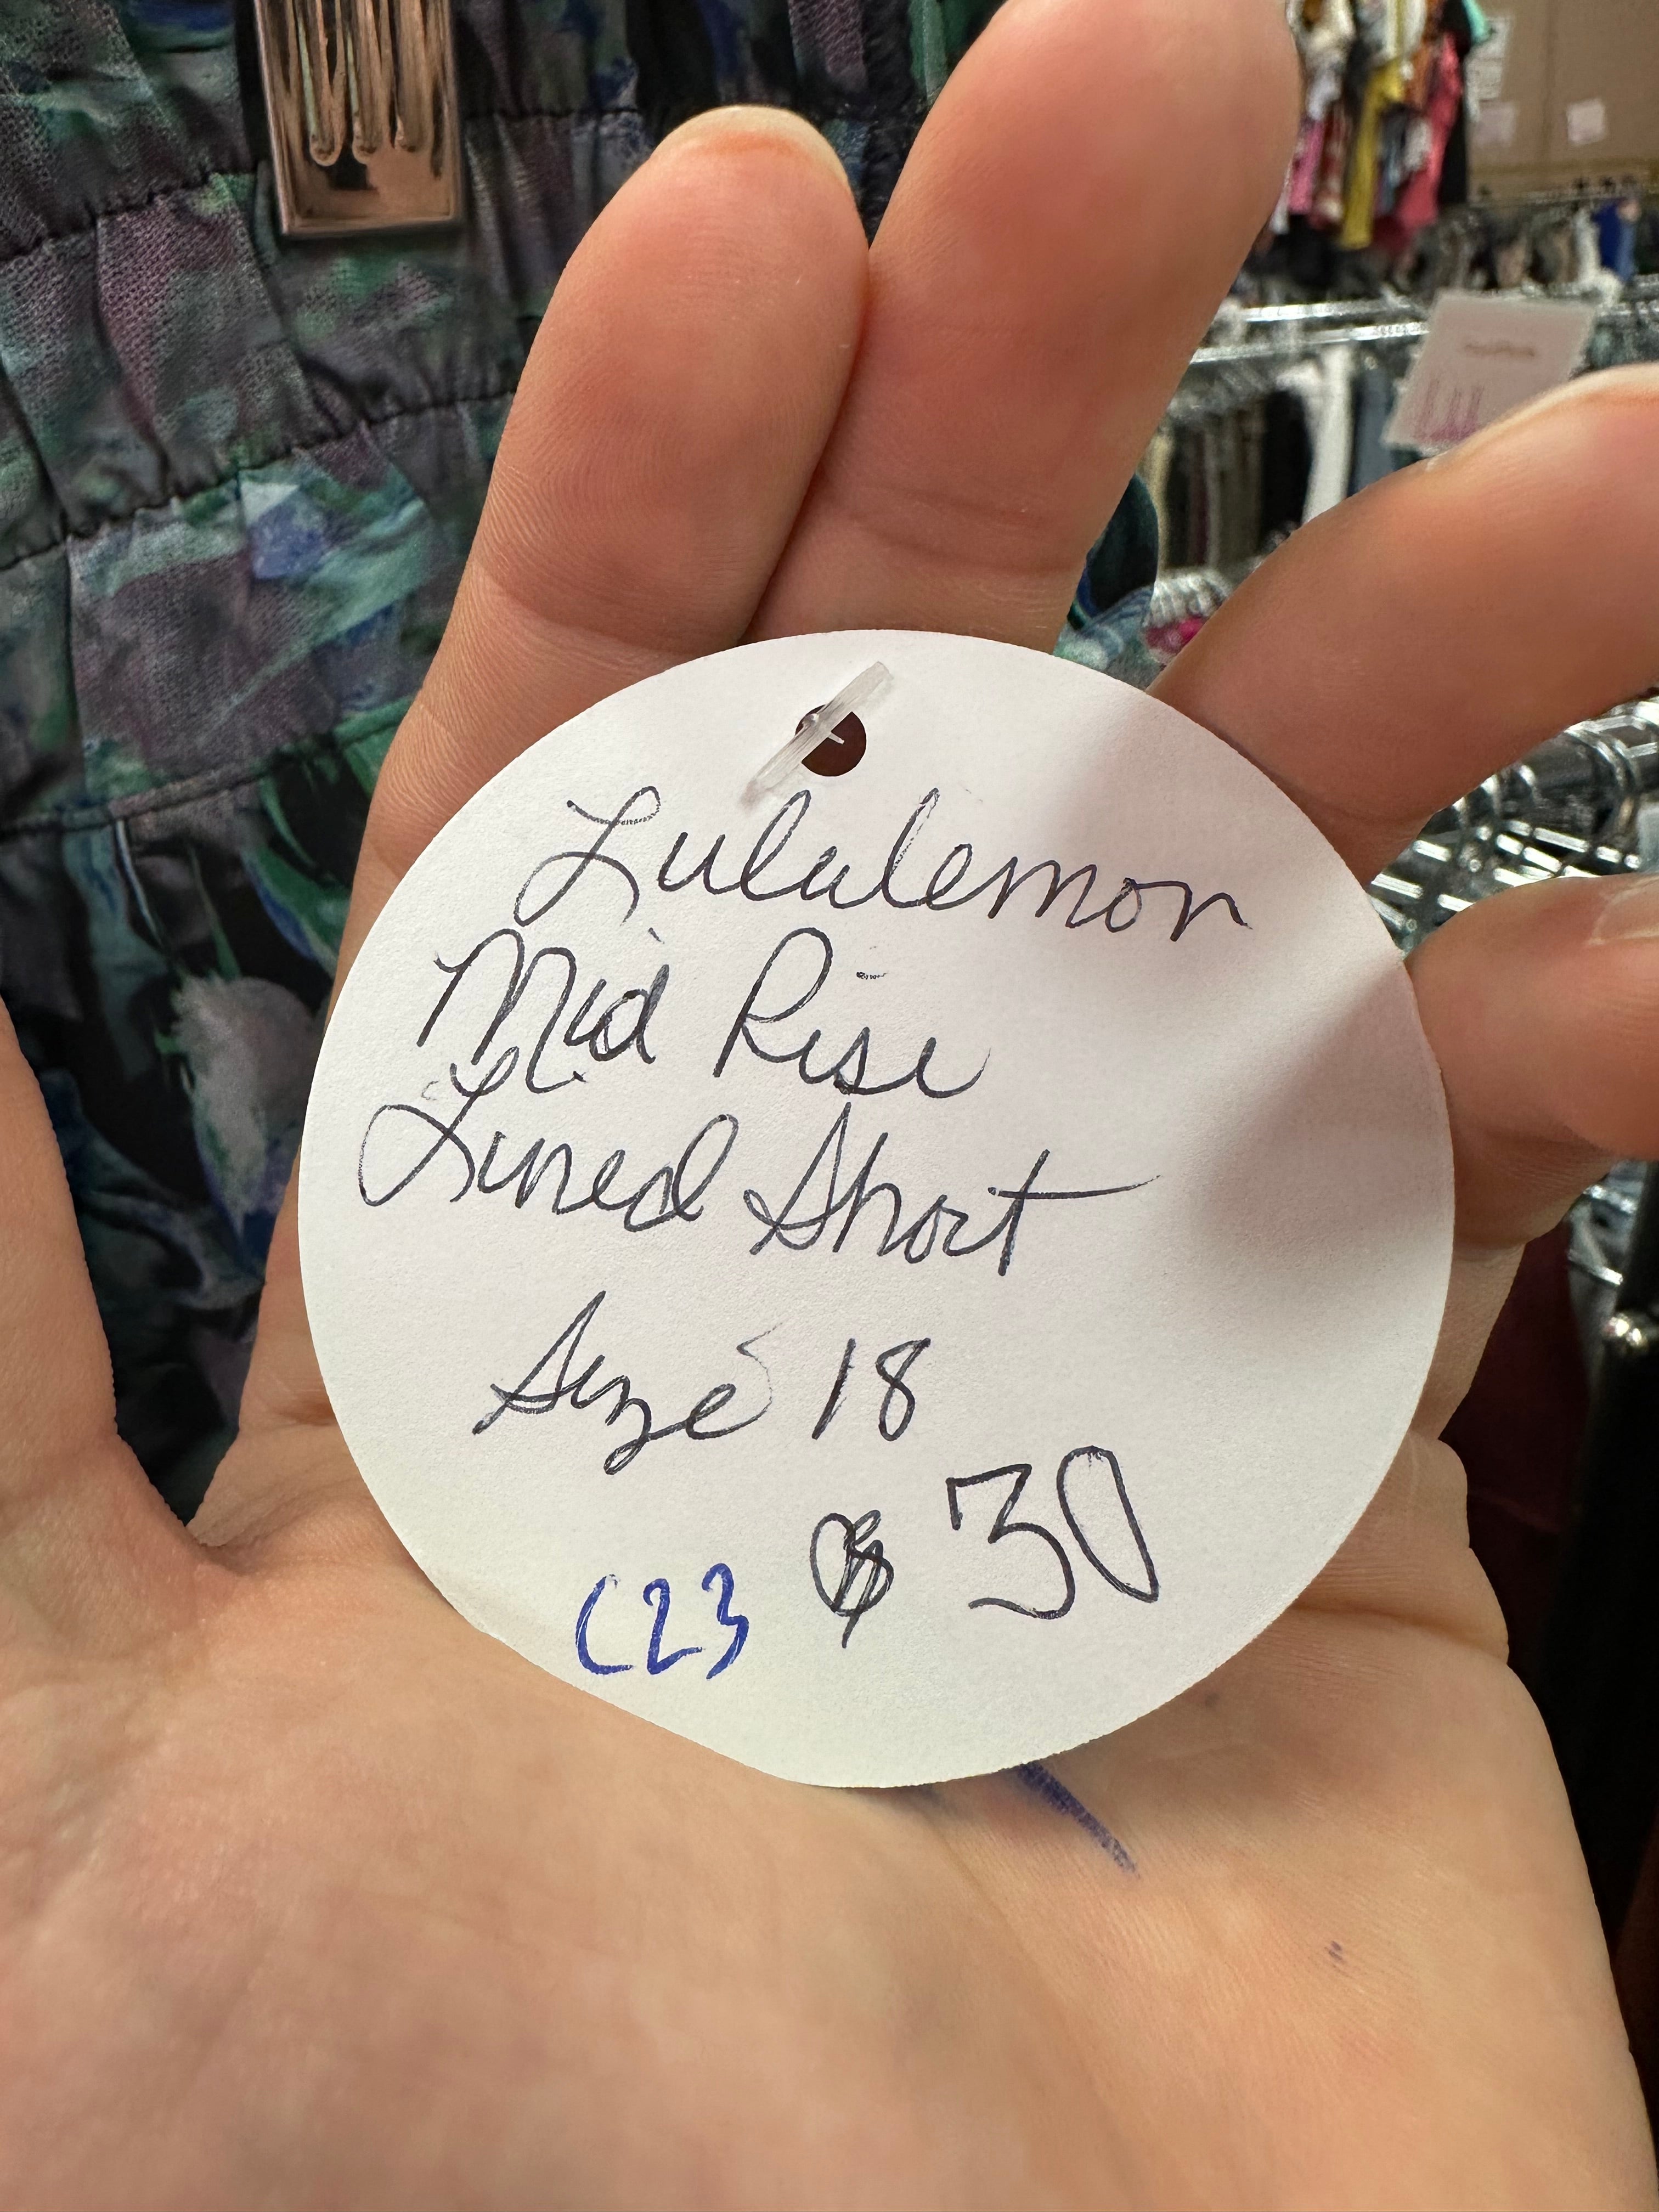 Lululemon
Mid Rise
Lined Short
Size 18
C23 $30